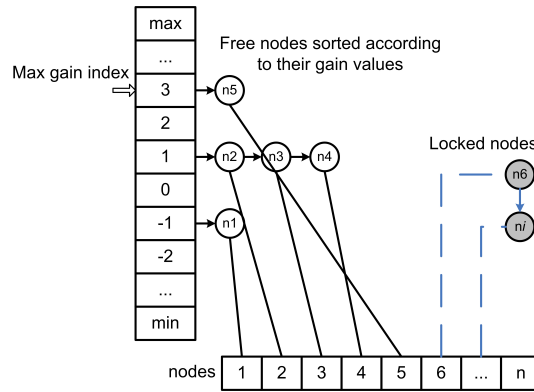 max
Free nodes sorted according
to their gain values
...
Max gain index
3
n5
2
Locked nodes
1
n2
n3
n4
n6
0
-1
n1
ni
-2
...
min
nodes
1
2
3
4
5
6
...
n